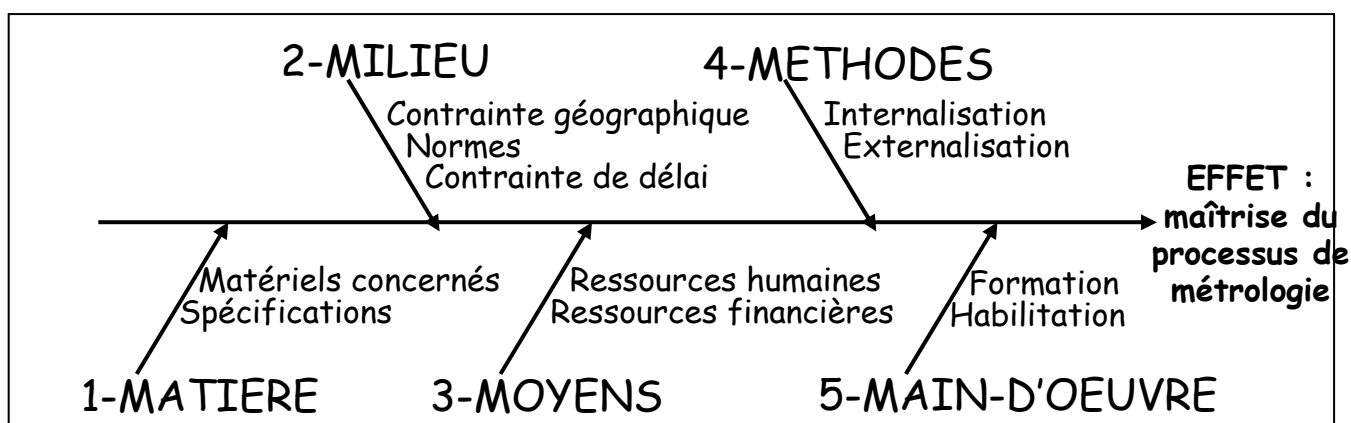 2-MILIEU
Contrainte géographique
Normes
Contrainte de délai
4-METHODES
Internalisation
Externalisation
EFFET :
maîtrise du
processus de
métrologie
Matériels concernés
Spécifications
1-MATIERE
Ressources humaines
Ressources financières
3-MOYENS
Formation
Habilitation
5-MAIN-D'OEUVRE